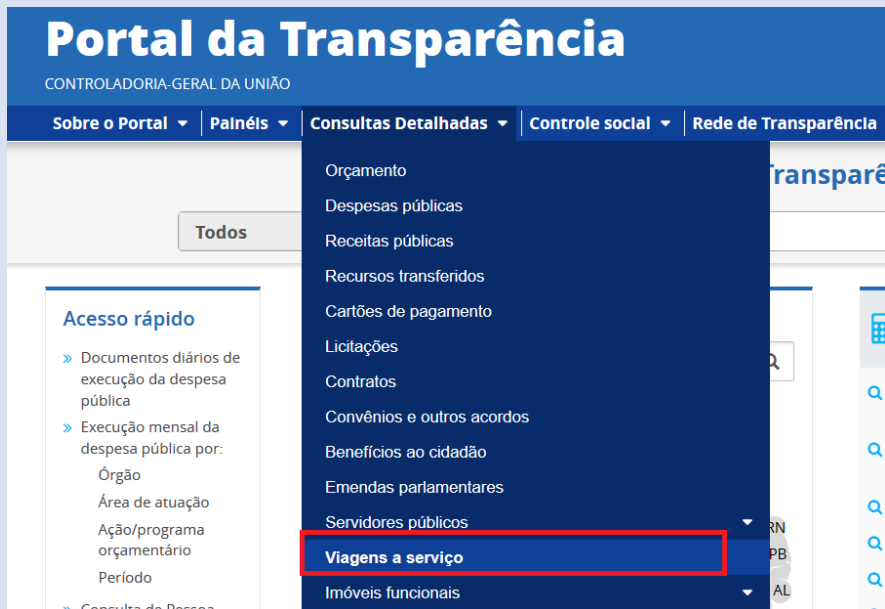 Portal da Transparência
CONTROLADORIA-GERAL DA UNIÃO
Sobre o Portal
Painéis
Consultas Detalhadas
Controle social
Rede de Transparência
Todos
Acesso rápido
Documentos diários de
execução da despesa
pública
Execução mensal da
despesa pública por:
Órgão
Área de atuação
Ação/programa
orçamentário
Período
Consulta de Pessoa
Orçamento
Despesas públicas
Receitas públicas
Recursos transferidos
Cartões de pagamento
Licitações
Contratos
Convênios e outros acordos
Benefícios ao cidadão
Emendas parlamentares
Servidores públicos
Viagens a serviço
Imóveis funcionais
RN
PB
AL